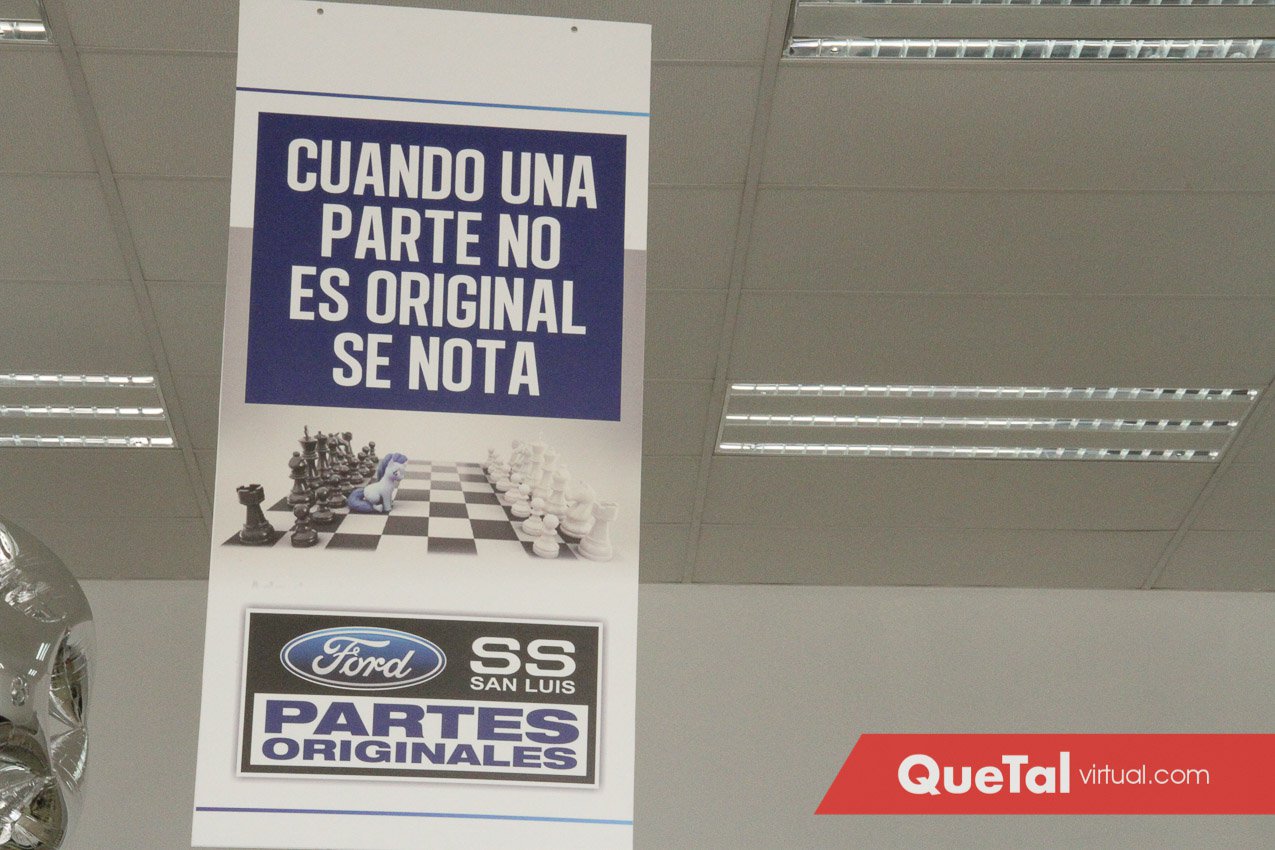 CUANDO UNA
PARTE NO
ES ORIGINAL
SE NOTA
Ford
SS
SAN LUIS
PARTES
ORIGINALES
QueTal virtual.com